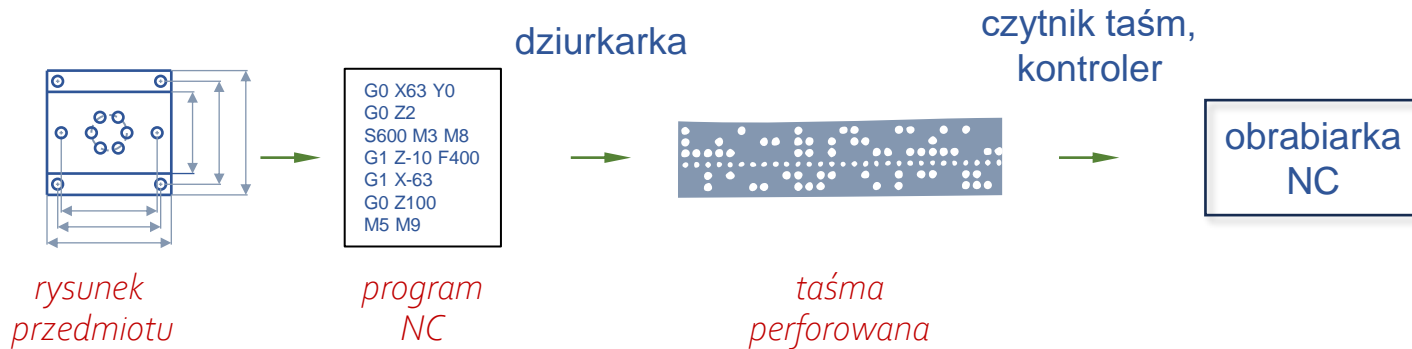 dziurkarka
czytnik taśm,
kontroler
G0 X63 Y0
G0 Z2
S600 M3 M8
G1 Z-10 F400
G1 X-63
G0 Z100
M5 M9
obrabiarka
NC
rysunek
przedmiotu
program
NC
taśma
perforowana